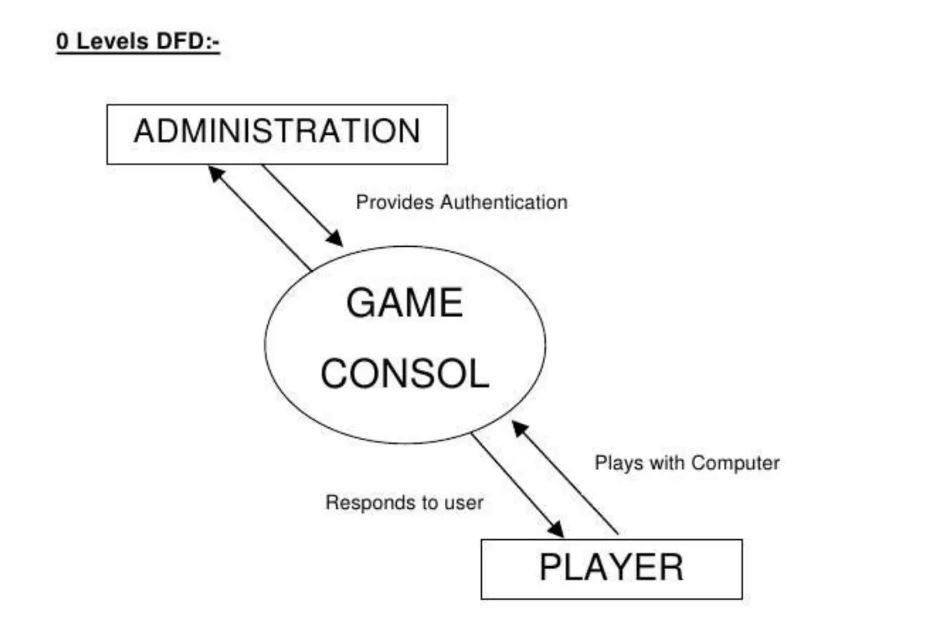 0 Levels DFD:-
ADMINISTRATION
Provides Authentication
GAME
CONSOL
Plays with Computer
Responds to user
PLAYER